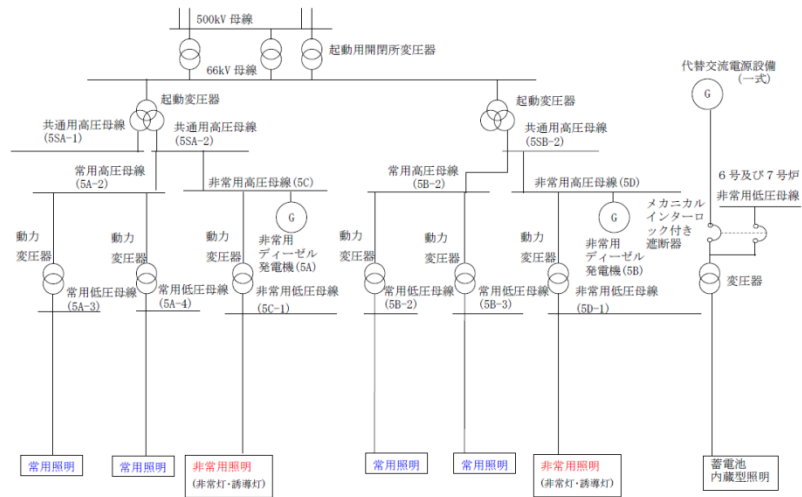 500kV 母線
起動用開閉所変圧器
66kV 母線
起動変圧器
共通用高圧母線
(5SA-1)
共通用高圧母線
(5SA-2)
常用高圧母線
(5A-2)
非常用高圧母線(5C)
G
非常用
ディーゼル
発電機(5A)
動力
変圧器
動力
変圧器
動力
変圧器
常用低圧母線
(5A-3)
常用低圧母線
(5A-4)
非常用低圧母線
(5C-1)
常用照明
常用照明
非常用照明
(非常灯・誘導灯)
起動変圧器
共通用高圧母線
(5SB-2)
常用高圧母線
(5B-2)
非常用高圧母線(5D)
G
非常用
ディーゼル
発電機(5B)
動力
変圧器
動力
変圧器
動力
変圧器
常用低圧母線
(5B-2)
常用低圧母線
(5B-3)
非常用低圧母線
(5D-1)
常用照明
常用照明
非常用照明
(非常灯・誘導灯)
代替交流電源設備
(一式)
G
6号及び7号炉
非常用低圧母線
メカニカル
インターロ
ック付き
遮断器
変圧器
蓄電池
内蔵型照明